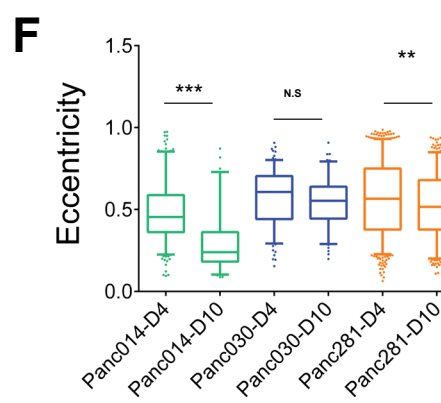 F
1.5
1.0
0.5
0.0
Eccentricity
***
N.S
**
Panc014-D4
Panc014-D10
Panc030-D4
Panc030-D10
Panc281-D4
Panc281-D10